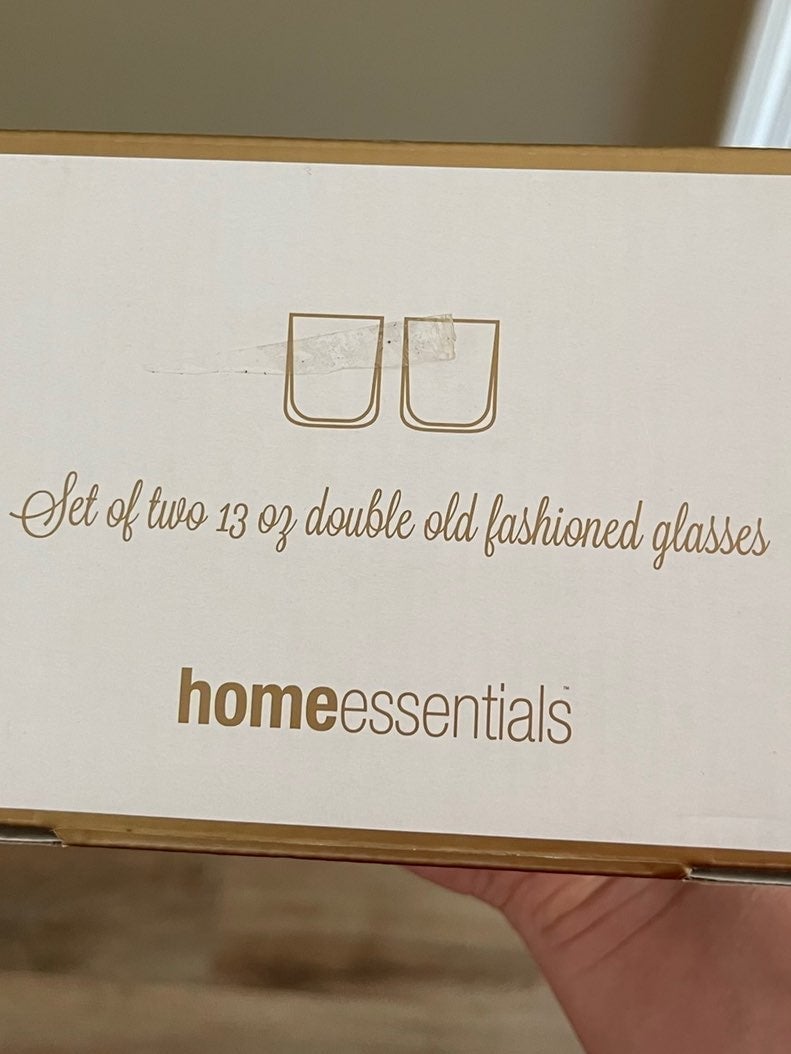 Set of two 13 oz double old fashioned glasses
homeessentials™